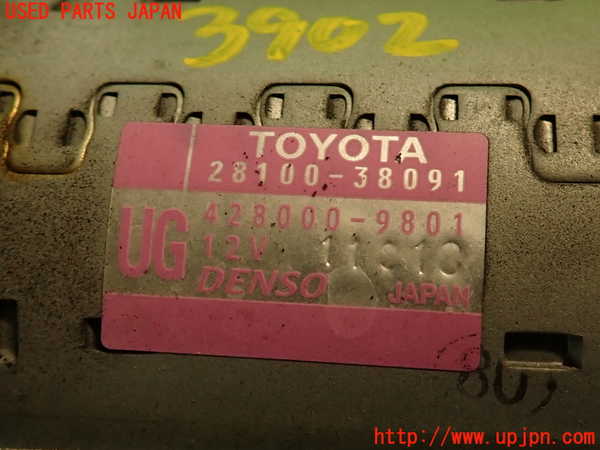 USED PARTS JAPAN
3902
TOYOTA
28100-38091
UG
428000-9801
12V
DENSO
JAPAN
http://www.upjpn.com/